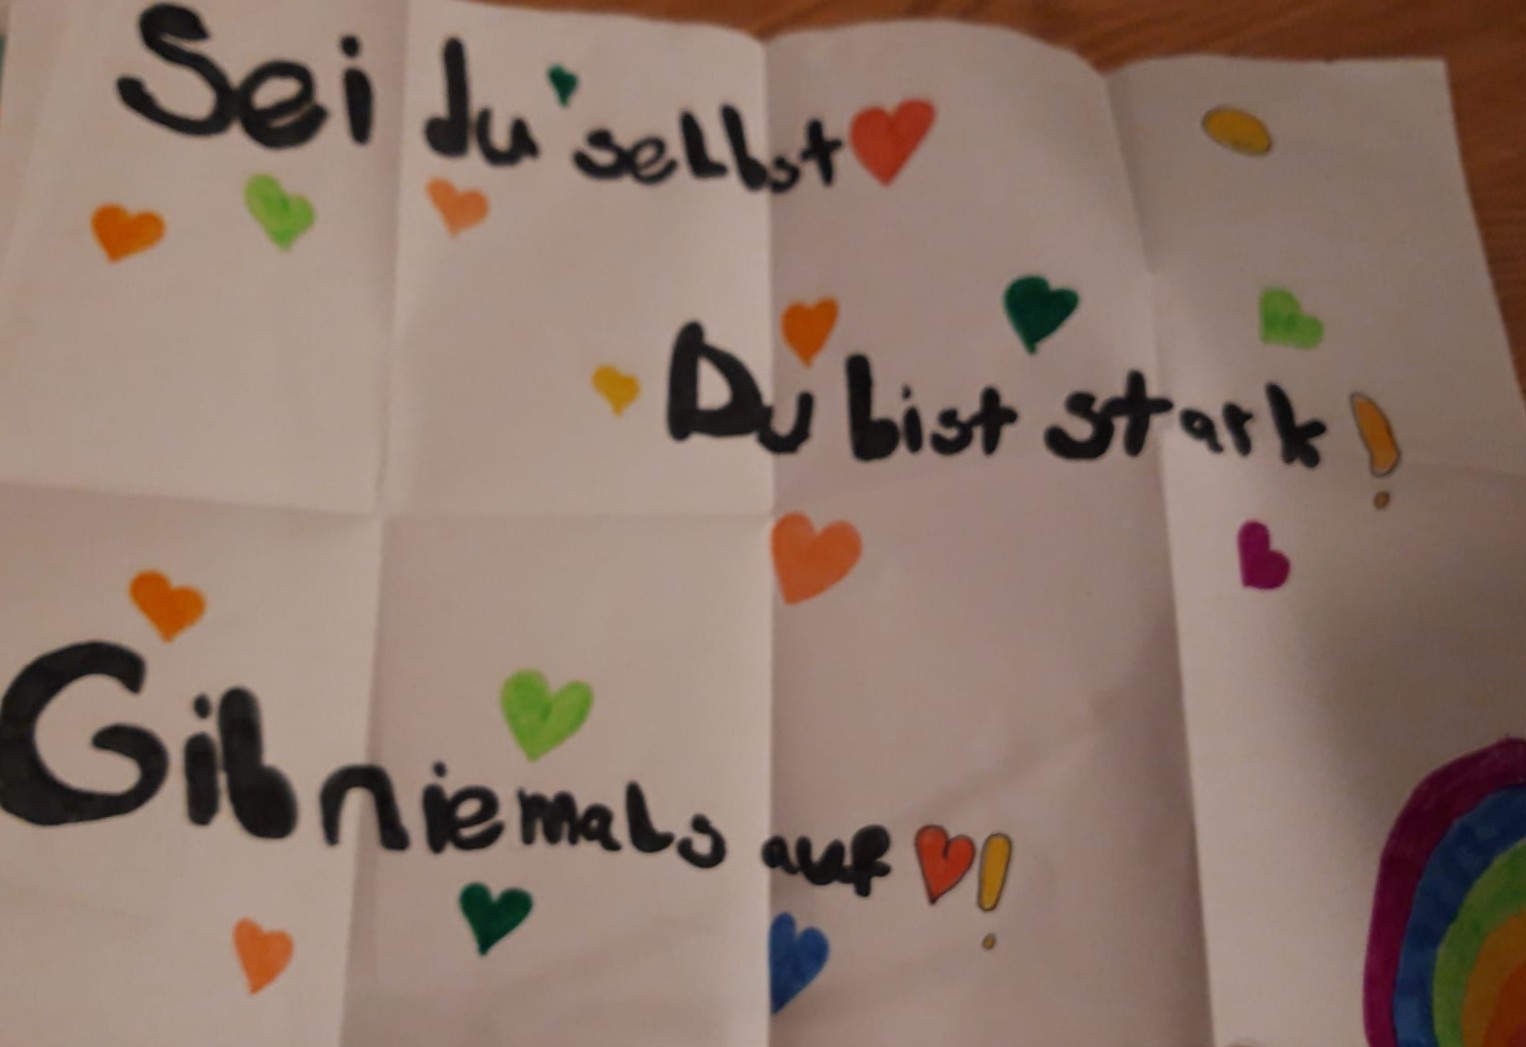 Sei du selbst
Du bist stark!
Gib niemals auf!